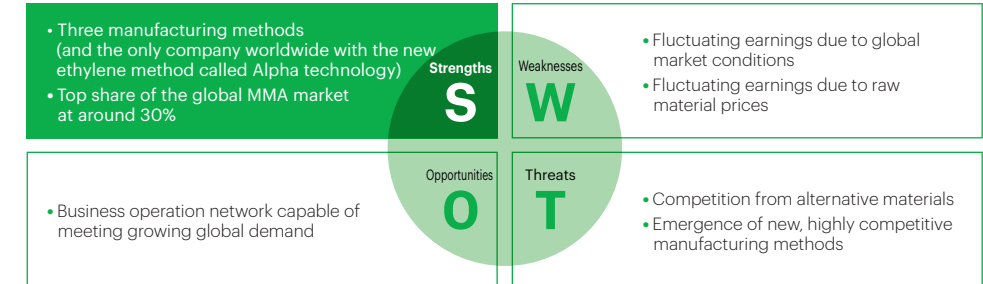 • Three manufacturing methods
(and the only company worldwide with the new
ethylene method called Alpha technology)
• Top share of the global MMA market
at around 30%
Strengths
S
Weaknesses
W
• Fluctuating earnings due to global
market conditions
• Fluctuating earnings due to raw
material prices
• Business operation network capable of
meeting growing global demand
Opportunities
O
Threats
T
• Competition from alternative materials
• Emergence of new, highly competitive
manufacturing methods